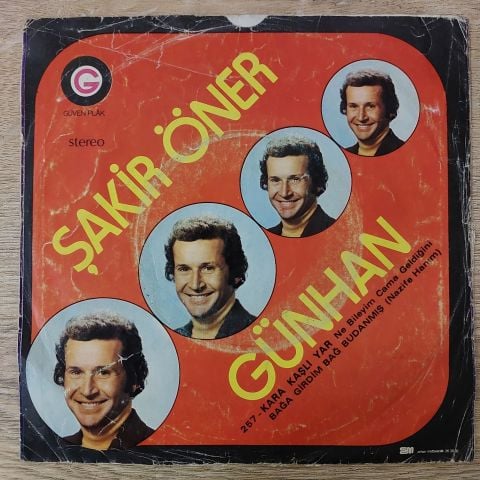 G
GÜVEN PLÂK
stereo
ŞAKİR ÖNER
GÜNHAN
257 - KARA KAŞLI YAR Ne Bileyim Cama Geldiğini
BAĞA GİRDİM BAĞ BUDANMIŞ (Nazife Hanım)